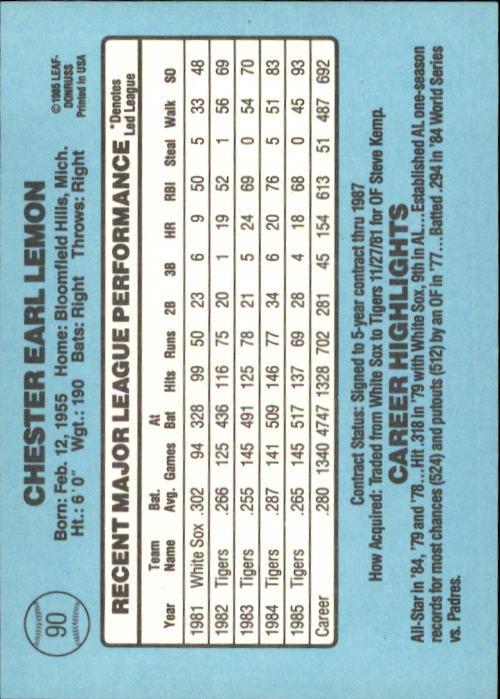 90
CHESTER EARL LEMON
©1985 LEAF-
DONRUSS
Printed in USA
Born: Feb. 12, 1955 Home: Bloomfield Hills, Mich.
Ht.: 6´0˝ Wgt.: 190 Bats: Right Throws: Right
RECENT MAJOR LEAGUE PERFORMANCE *Denotes
Led League
Team Bat. At
Year Name Avg. Games Bat Hits Runs 2B 3B HR RBI Steal Walk SO
1981 White Sox .302 94 328 99 50 23 6 9 50 5 33 48
1982 Tigers .266 125 436 116 75 20 1 19 52 1 56 69
1983 Tigers .255 145 491 125 78 21 5 24 69 0 54 70
1984 Tigers .287 141 509 146 77 34 6 20 76 5 51 83
1985 Tigers .265 145 517 137 69 28 4 18 68 0 45 93
Career .280 1340 4747 1328 702 281 45 154 613 51 487 692
Contract Status: Signed to 5-year contract thru 1987
How Acquired: Traded from White Sox to Tigers 11/27/81 for OF Steve Kemp.
CAREER HIGHLIGHTS
All-Star in '84, '79 and '78...Hit .318 in '79 with White Sox, 9th in AL...Established AL one-season
records for most chances (524) and putouts (512) by an OF in '77...Batted .294 in '84 World Series
vs. Padres.